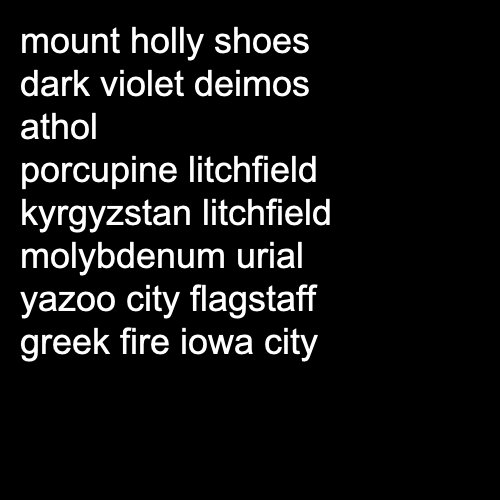 mount holly shoes
dark violet deimos
athol
porcupine litchfield
kyrgyzstan litchfield
molybdenum urial
yazoo city flagstaff
greek fire iowa city